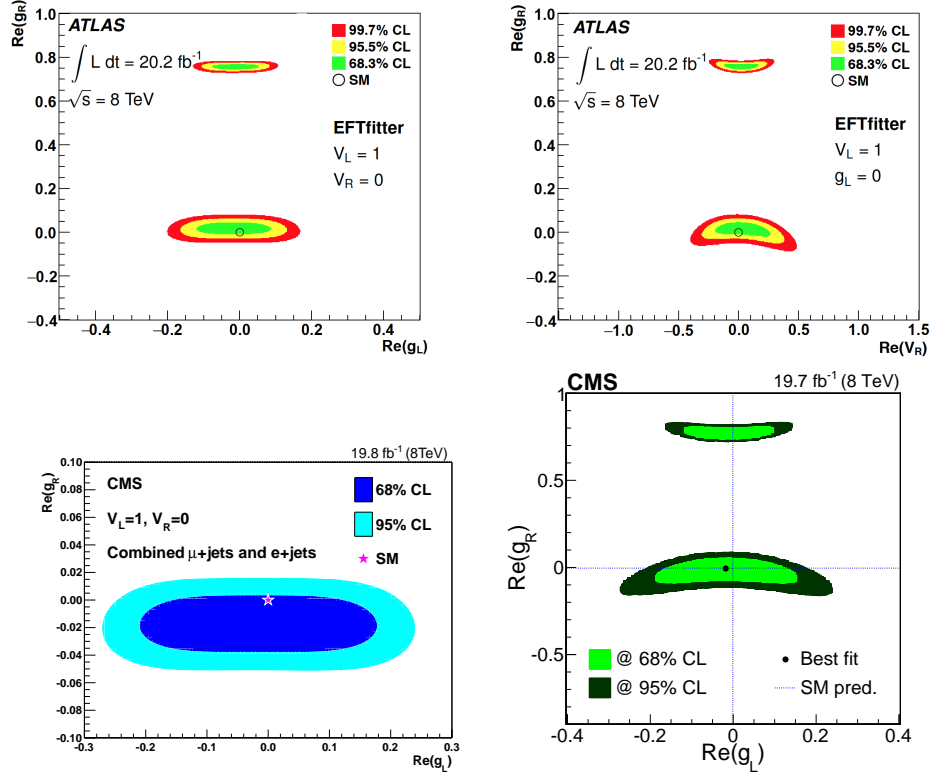 ATLAS
∫ L dt = 20.2 fb⁻¹
√s = 8 TeV
99.7% CL
95.5% CL
68.3% CL
SM
EFTfitter
V_L = 1
V_R = 0
Re(g_R)
1.0
0.8
0.6
0.4
0.2
0.0
−0.2
−0.4
−0.4 −0.2 0.0 0.2 0.4
Re(g_L)
ATLAS
∫ L dt = 20.2 fb⁻¹
√s = 8 TeV
99.7% CL
95.5% CL
68.3% CL
SM
EFTfitter
V_L = 1
g_L = 0
Re(g_R)
1.0
0.8
0.6
0.4
0.2
0.0
−0.2
−0.4
−1.0 −0.5 0.0 0.5 1.0 1.5
Re(V_R)
19.8 fb⁻¹ (8TeV)
CMS
V_L=1, V_R=0
Combined μ+jets and e+jets
68% CL
95% CL
SM
Re(g_R)
0.10
0.08
0.06
0.04
0.02
0.00
-0.02
-0.04
-0.06
-0.08
-0.10
-0.3 -0.2 -0.1 0.0 0.1 0.2 0.3
Re(g_L)
CMS 19.7 fb⁻¹ (8 TeV)
Re(g_R)
1
0.5
0
-0.5
@ 68% CL
@ 95% CL
Best fit
SM pred.
-0.4 -0.2 0 0.2 0.4
Re(g_L)